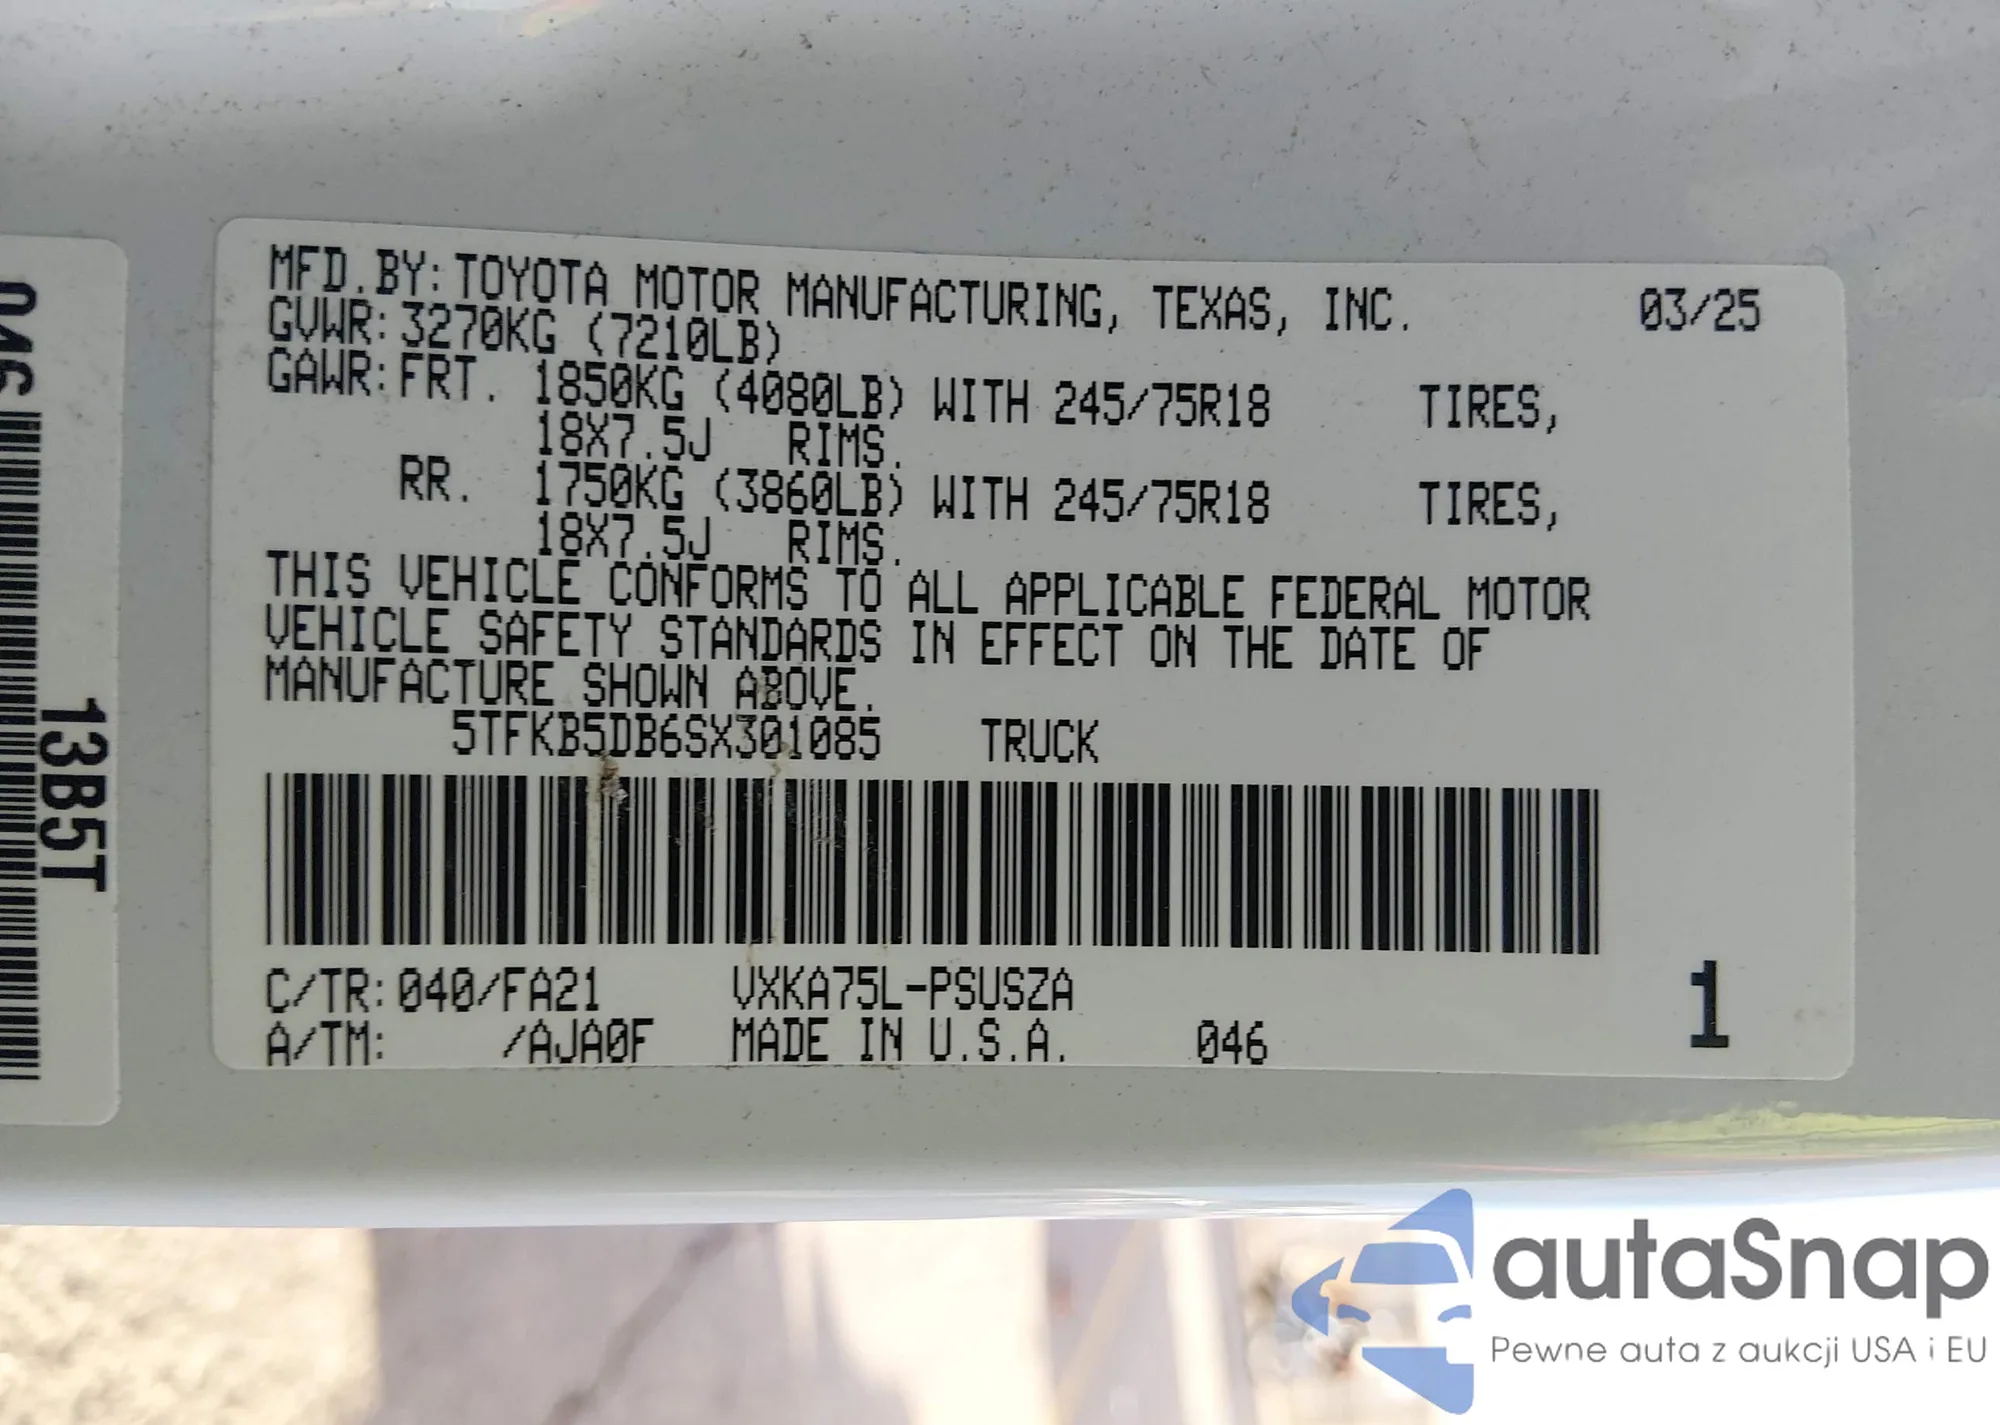 MFD.BY:TOYOTA MOTOR MANUFACTURING, TEXAS, INC. 03/25
GVWR:3270KG (7210LB)
GAWR:FRT. 1850KG (4080LB) WITH 245/75R18 TIRES,
18X7.5J RIMS.
RR. 1750KG (3860LB) WITH 245/75R18 TIRES,
18X7.5J RIMS.
THIS VEHICLE CONFORMS TO ALL APPLICABLE FEDERAL MOTOR
VEHICLE SAFETY STANDARDS IN EFFECT ON THE DATE OF
MANUFACTURE SHOWN ABOVE.
5TFKB5DB6SX301085 TRUCK
C/TR:040/FA21 VXKA75L-PSUSZA
A/TM: /AJA0F MADE IN U.S.A. 046
1
046
13B5T
autaSnap
Pewne auta z aukcji USA i EU